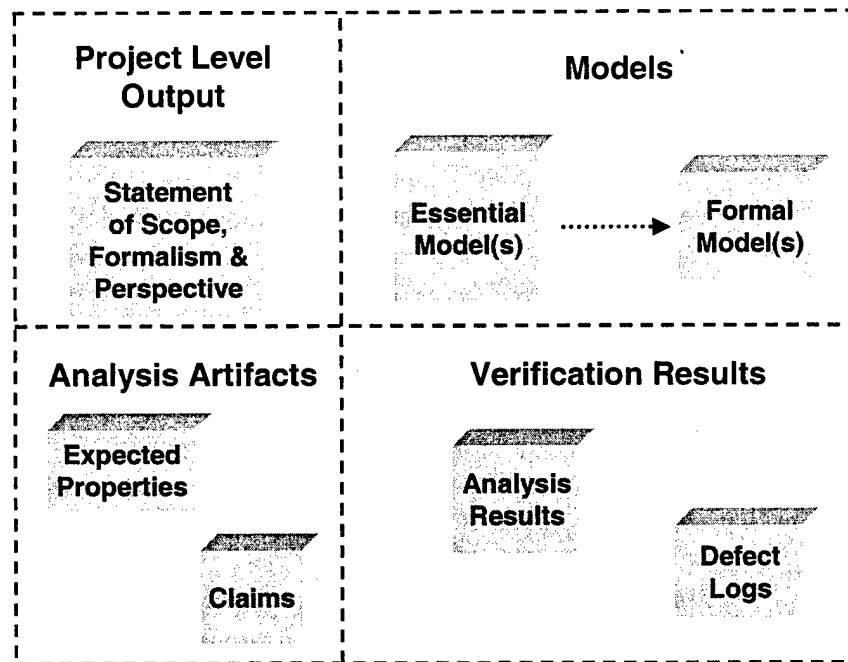 Project Level
Output
Statement
of Scope,
Formalism &
Perspective
Models
Essential
Model(s)
Formal
Model(s)
Analysis Artifacts
Expected
Properties
Claims
Verification Results
Analysis
Results
Defect
Logs